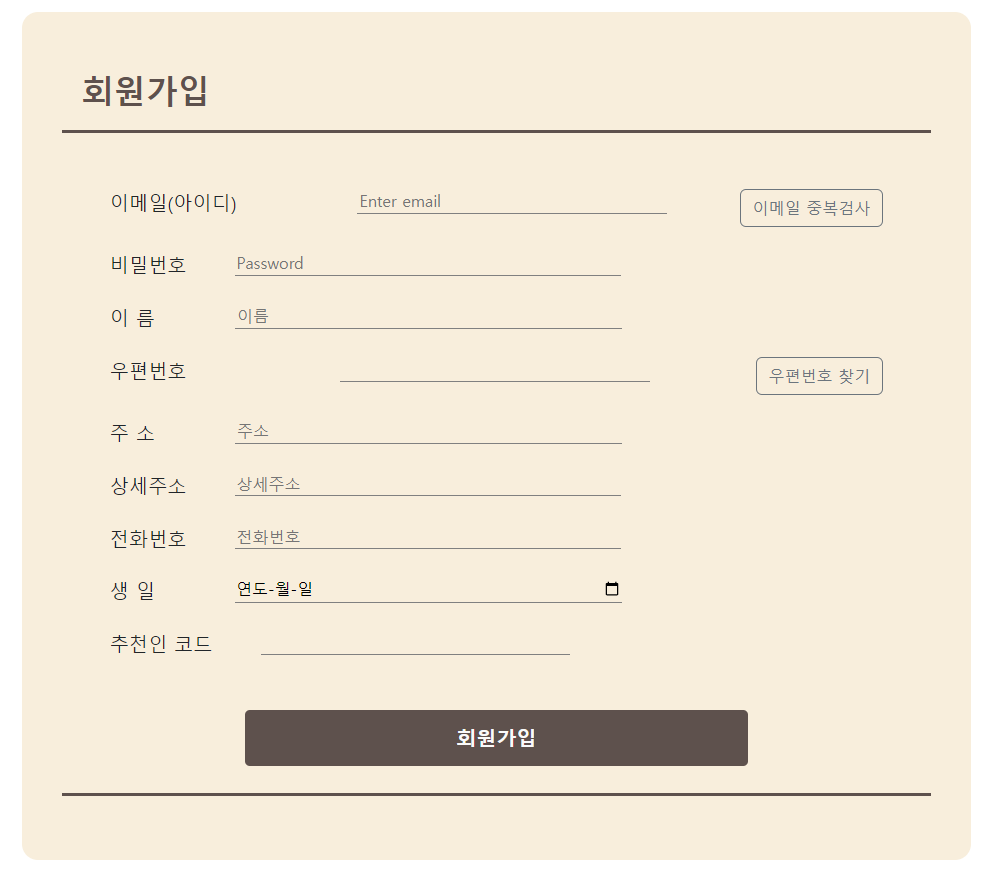 회원가입
이메일(아이디) Enter email 이메일 중복검사
비밀번호 Password
이 름 이름
우편번호 우편번호 찾기
주 소 주소
상세주소 상세주소
전화번호 전화번호
생 일 연도-월-일
추천인 코드
회원가입